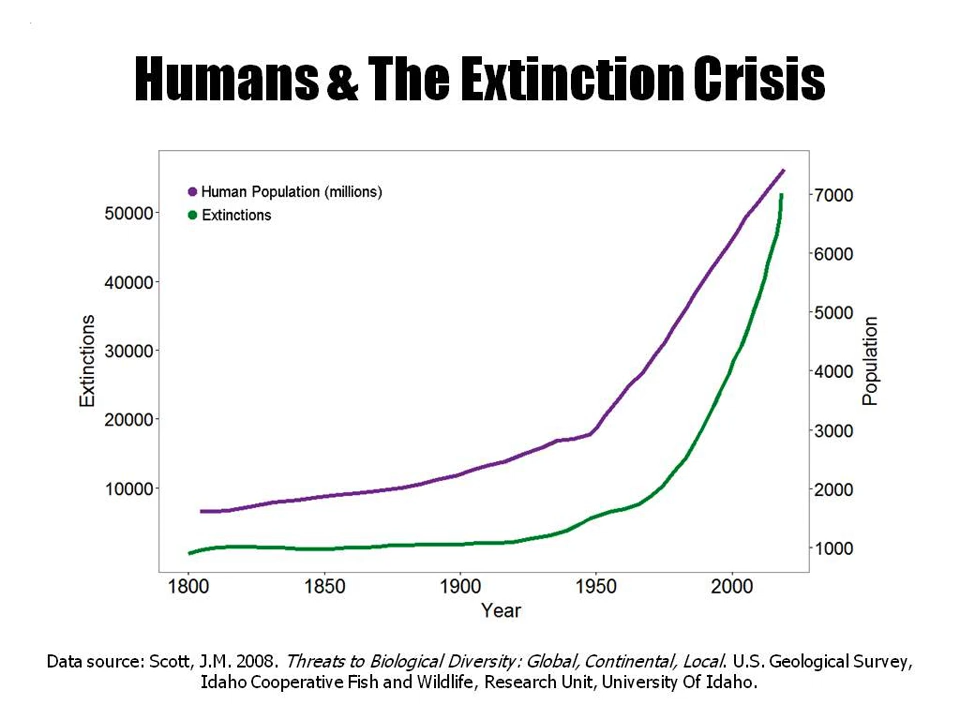 Humans & The Extinction Crisis
Human Population (millions)
Extinctions
50000
40000
30000
20000
10000
Extinctions
7000
6000
5000
4000
3000
2000
1000
Population
1800 1850 1900 1950 2000
Year
Data source: Scott, J.M. 2008. Threats to Biological Diversity: Global, Continental, Local. U.S. Geological Survey,
Idaho Cooperative Fish and Wildlife, Research Unit, University Of Idaho.